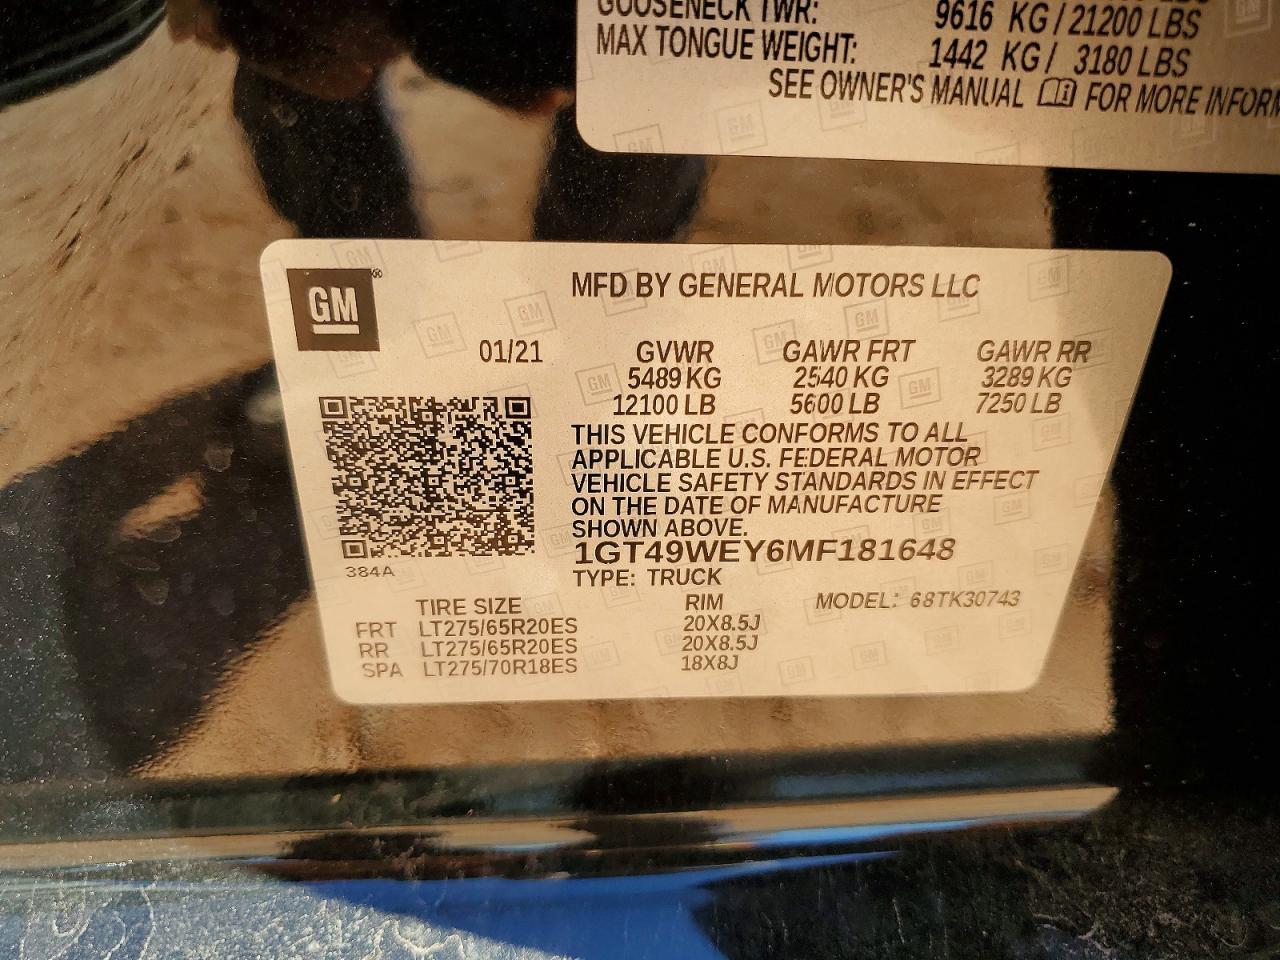 GOOSENECK TWR: 9616 KG/21200 LBS
MAX TONGUE WEIGHT: 1442 KG/ 3180 LBS
SEE OWNER'S MANUAL FOR MORE
GM®
MFD BY GENERAL MOTORS LLC
01/21 GVWR GAWR FRT GAWR RR
5489 KG 2540 KG 3289 KG
12100 LB 5600 LB 7250 LB
THIS VEHICLE CONFORMS TO ALL
APPLICABLE U.S. FEDERAL MOTOR
VEHICLE SAFETY STANDARDS IN EFFECT
ON THE DATE OF MANUFACTURE
SHOWN ABOVE.
1GT49WEY6MF181648
384A
TYPE: TRUCK
TIRE SIZE RIM MODEL: 68TK30743
FRT LT275/65R20ES 20X8.5J
RR LT275/65R20ES 20X8.5J
SPA LT275/70R18ES 18X8J